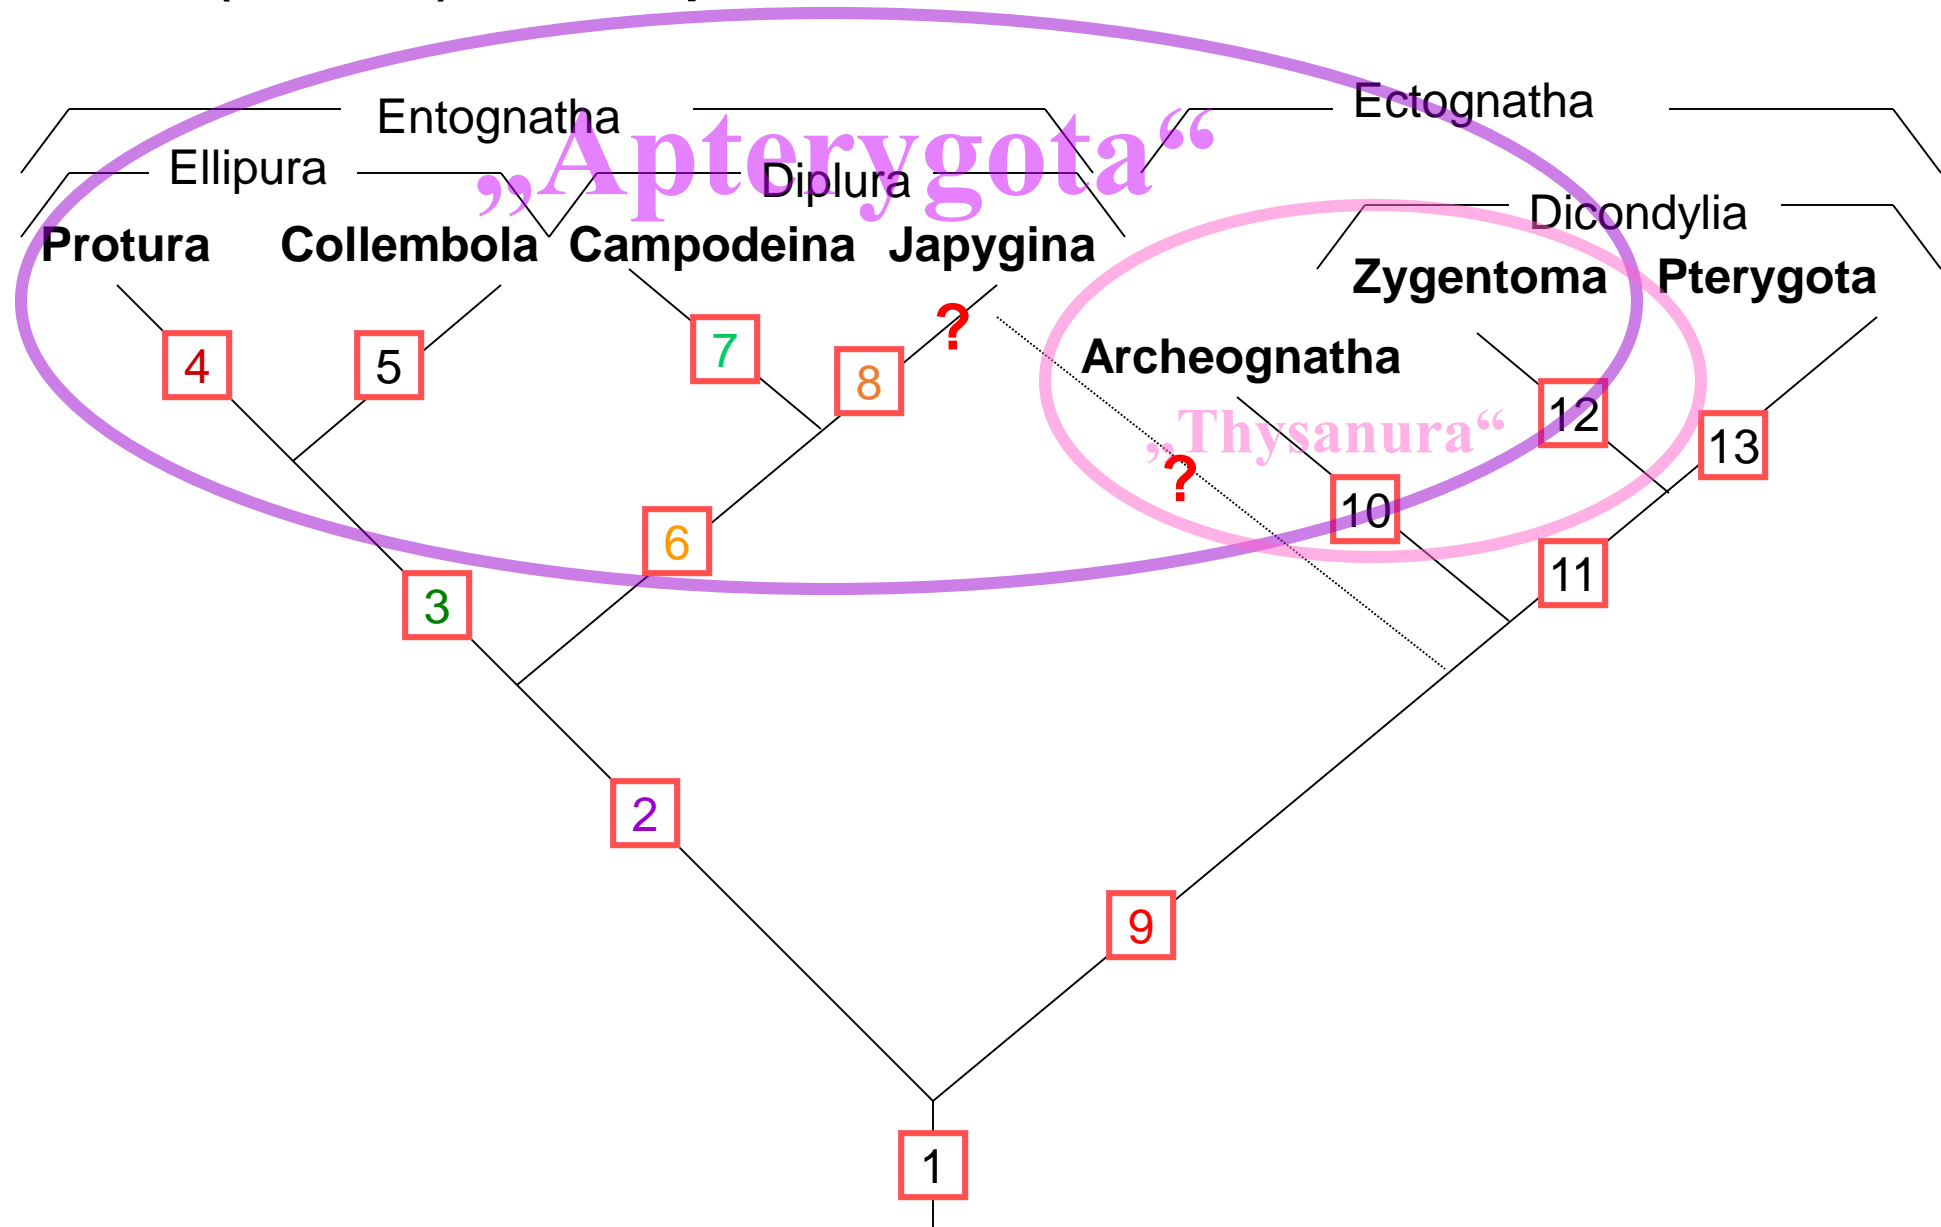 Entognatha
Ectognatha
„Apterygota“
Ellipura
Diplura
Dicondylia
Protura
Collembola
Campodeina
Japygina
Zygentoma
Pterygota
?
Archeognatha
4
5
7
8
12
„Thysanura“
13
?
10
6
11
3
2
9
1